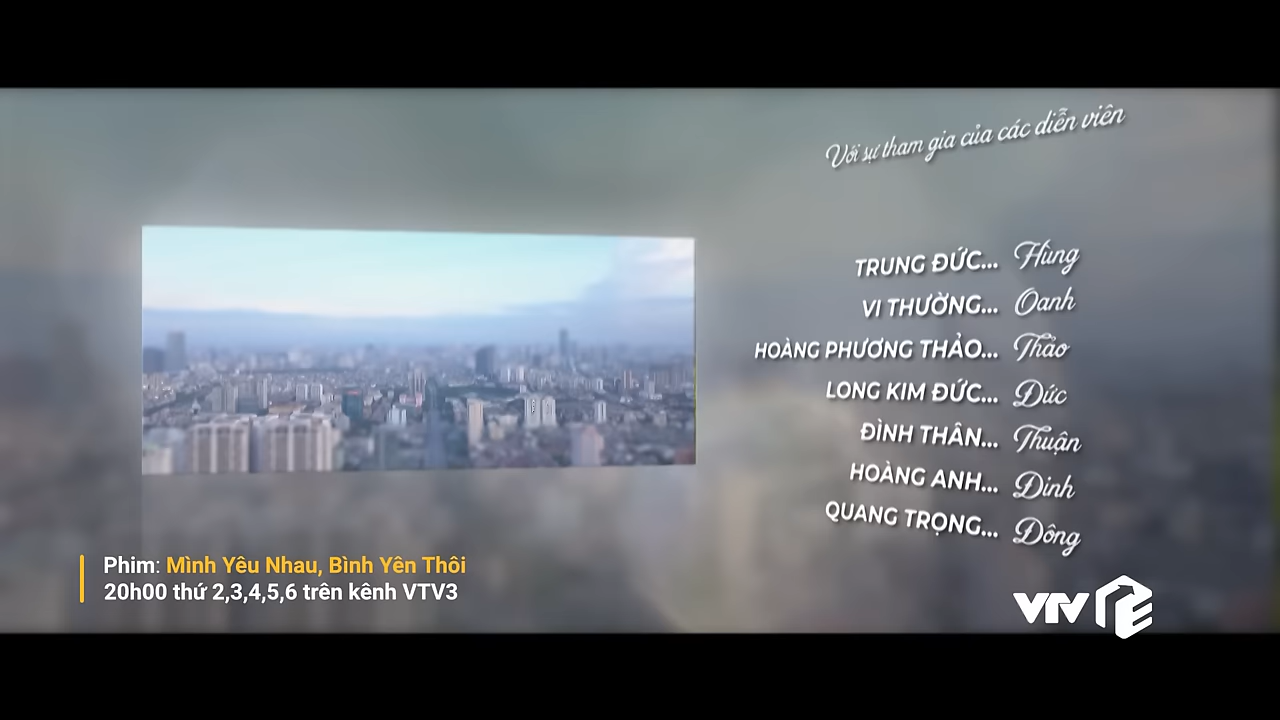 Với sự tham gia của các diễn viên
TRUNG ĐỨC... Hùng
VI THƯỜNG... Oanh
HOÀNG PHƯƠNG THẢO... Thảo
LONG KIM ĐỨC... Đức
ĐÌNH THÂN... Thuận
HOÀNG ANH... Đinh
QUANG TRỌNG... Đông
Phim: Mình Yêu Nhau, Bình Yên Thôi
20h00 thứ 2,3,4,5,6 trên kênh VTV3
VTV